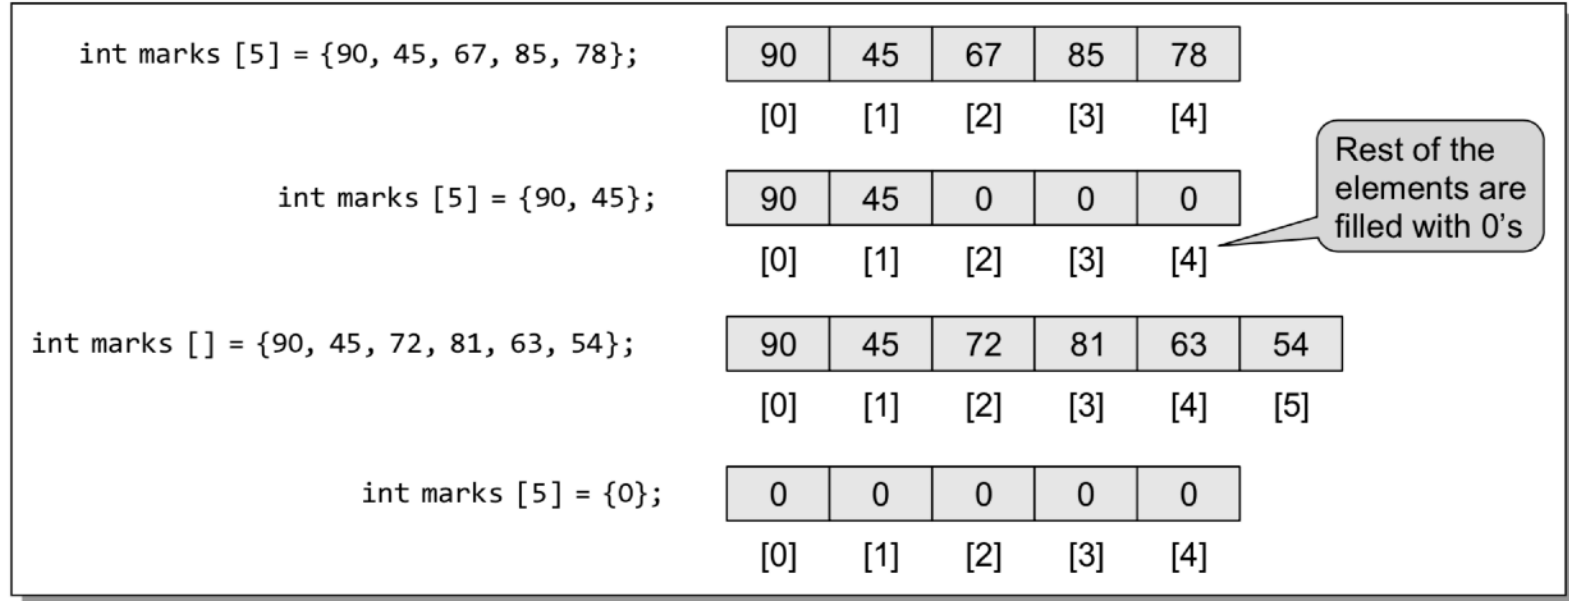 int marks [5] = {90, 45, 67, 85, 78};
90 45 67 85 78
[0] [1] [2] [3] [4]
Rest of the
elements are
filled with 0's
int marks [5] = {90, 45};
90 45 0 0 0
[0] [1] [2] [3] [4]
int marks [] = {90, 45, 72, 81, 63, 54};
90 45 72 81 63 54
[0] [1] [2] [3] [4] [5]
int marks [5] = {0};
0 0 0 0 0
[0] [1] [2] [3] [4]